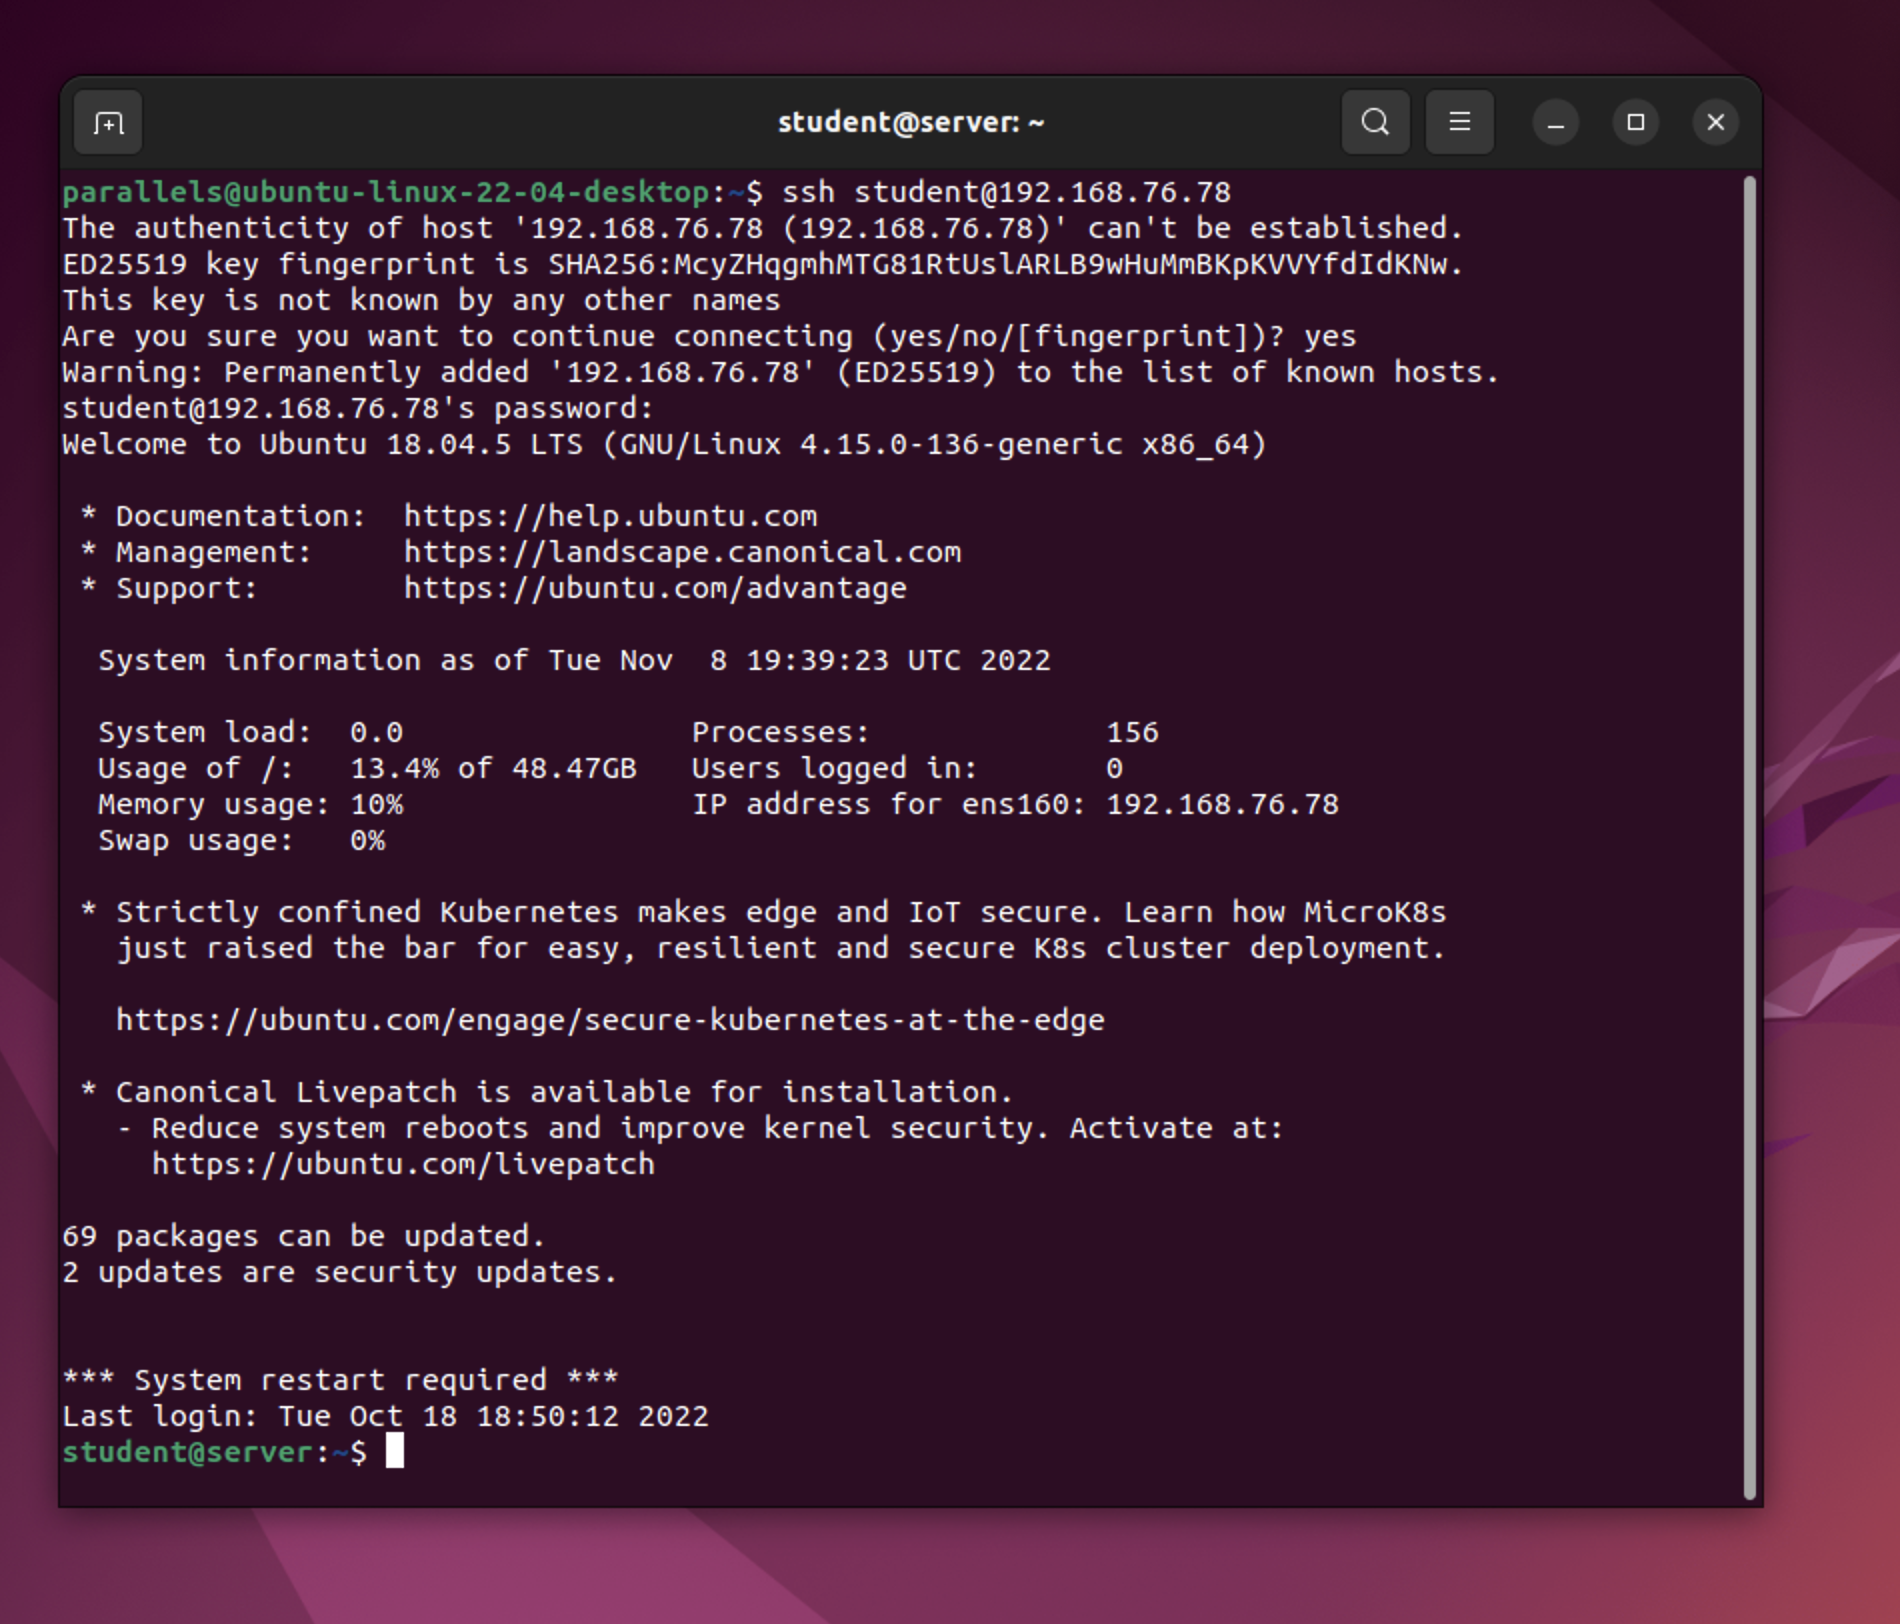 student@server: ~
parallels@ubuntu-linux-22-04-desktop:~$ ssh student@192.168.76.78
The authenticity of host '192.168.76.78 (192.168.76.78)' can't be established.
ED25519 key fingerprint is SHA256:McyZHqgmhMTG81RtUslARLB9wHuMmBKpKVVYfdIdKNw.
This key is not known by any other names
Are you sure you want to continue connecting (yes/no/[fingerprint])? yes
Warning: Permanently added '192.168.76.78' (ED25519) to the list of known hosts.
student@192.168.76.78's password:
Welcome to Ubuntu 18.04.5 LTS (GNU/Linux 4.15.0-136-generic x86_64)
* Documentation:  https://help.ubuntu.com
* Management:     https://landscape.canonical.com
* Support:        https://ubuntu.com/advantage
System information as of Tue Nov  8 19:39:23 UTC 2022
System load:  0.0                Processes:             156
Usage of /:   13.4% of 48.47GB   Users logged in:       0
Memory usage: 10%                IP address for ens160: 192.168.76.78
Swap usage:   0%
* Strictly confined Kubernetes makes edge and IoT secure. Learn how MicroK8s
just raised the bar for easy, resilient and secure K8s cluster deployment.
https://ubuntu.com/engage/secure-kubernetes-at-the-edge
* Canonical Livepatch is available for installation.
- Reduce system reboots and improve kernel security. Activate at:
https://ubuntu.com/livepatch
69 packages can be updated.
2 updates are security updates.
*** System restart required ***
Last login: Tue Oct 18 18:50:12 2022
student@server:~$